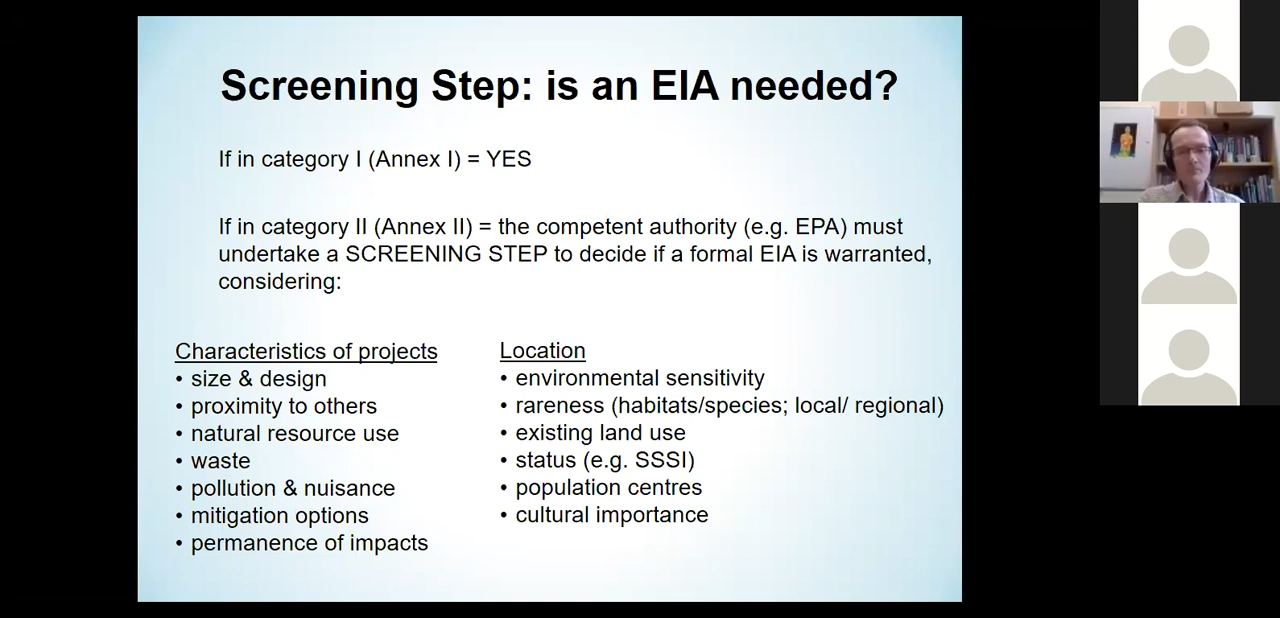 Screening Step: is an EIA needed?
If in category I (Annex I) = YES
If in category II (Annex II) = the competent authority (e.g. EPA) must
undertake a SCREENING STEP to decide if a formal EIA is warranted,
considering:
Characteristics of projects
• size & design
• proximity to others
• natural resource use
• waste
• pollution & nuisance
• mitigation options
• permanence of impacts
Location
• environmental sensitivity
• rareness (habitats/species; local/ regional)
• existing land use
• status (e.g. SSSI)
• population centres
• cultural importance